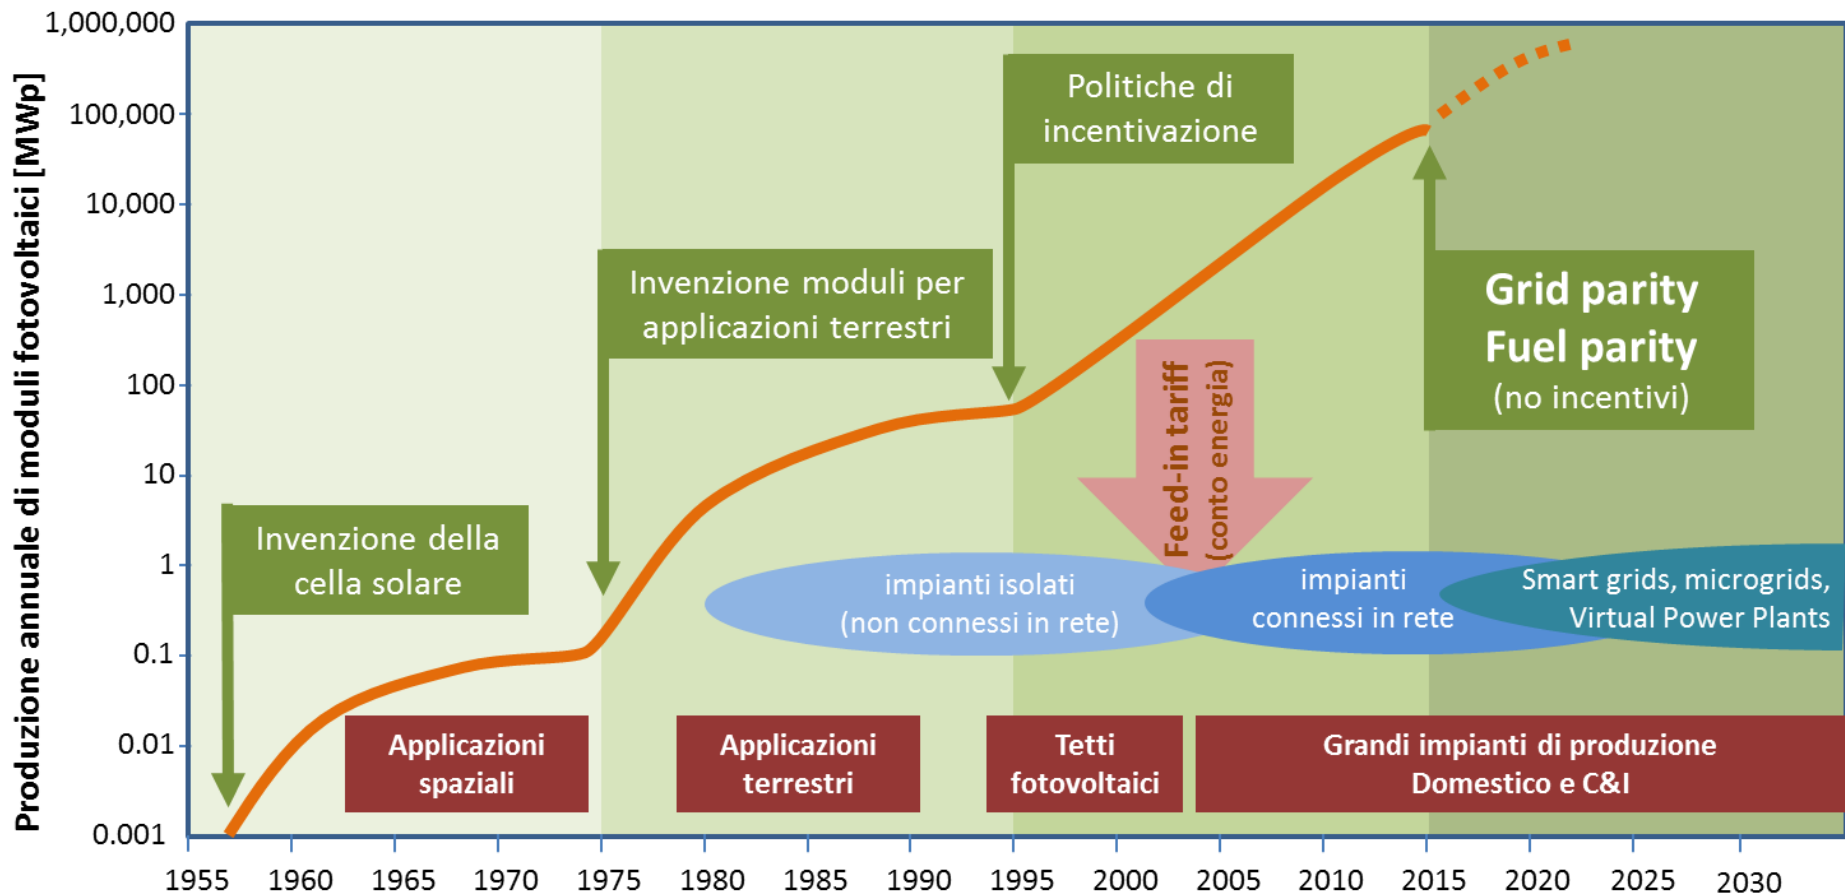 Produzione annuale di moduli fotovoltaici [MWp]
1,000,000
100,000
10,000
1,000
100
10
1
0.1
0.01
0.001
Invenzione della
cella solare
Invenzione moduli per
applicazioni terrestri
Politiche di
incentivazione
Grid parity
Fuel parity
(no incentivi)
Feed-in tariff
(conto energia)
impianti isolati
(non connessi in rete)
impianti
connessi in rete
Smart grids, microgrids,
Virtual Power Plants
Applicazioni
spaziali
Applicazioni
terrestri
Tetti
fotovoltaici
Grandi impianti di produzione
Domestico e C&I
1955 1960 1965 1970 1975 1980 1985 1990 1995 2000 2005 2010 2015 2020 2025 2030